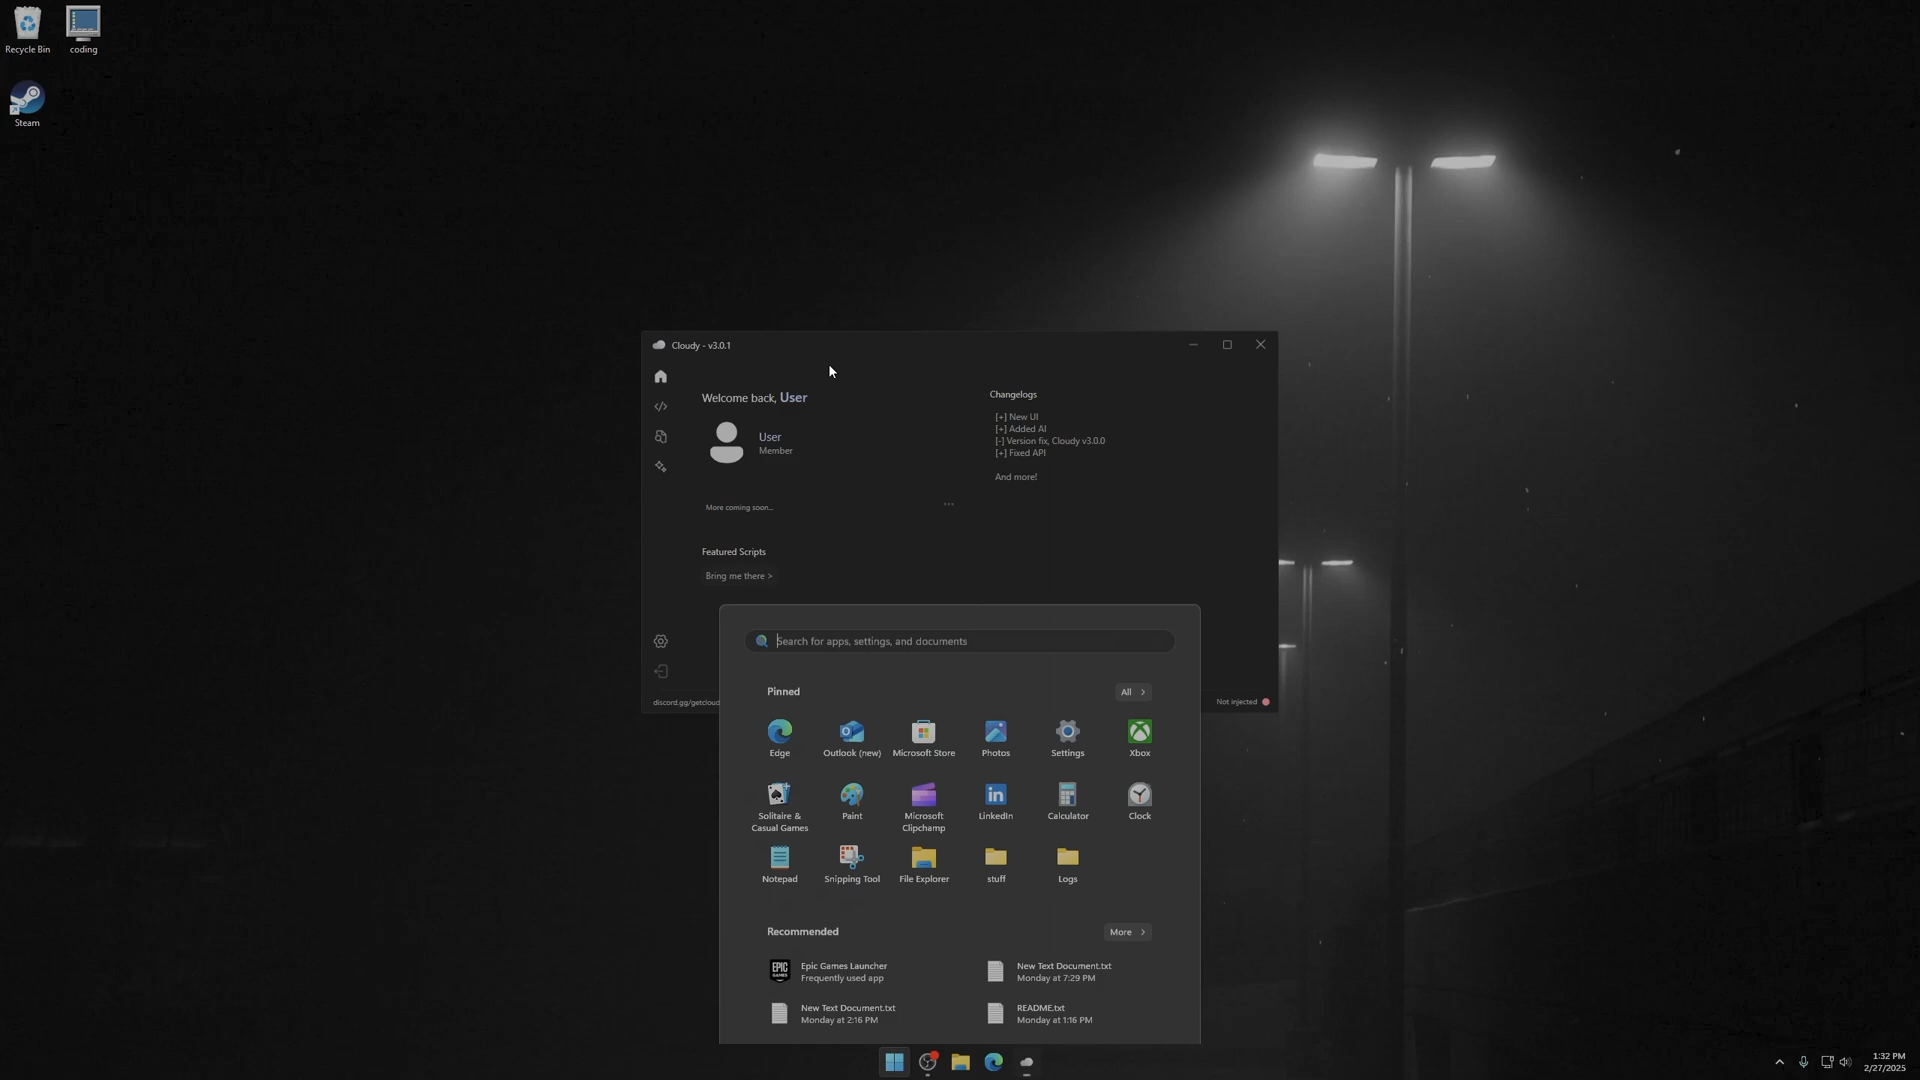 Recycle Bin
coding
Steam
Cloudy - v3.0.1
Welcome back, User
User
Member
More coming soon...
Featured Scripts
Bring me there >
Changelogs
[+] New UI
[+] Added AI
[-] Version fix, Cloudy v3.0.0
[+] Fixed API
And more!
discord.gg/getcloud
Not injected
Search for apps, settings, and documents
Pinned
All >
Edge
Outlook (new)
Microsoft Store
Photos
Settings
Xbox
Solitaire &
Casual Games
Paint
Microsoft
Clipchamp
LinkedIn
Calculator
Clock
Notepad
Snipping Tool
File Explorer
stuff
Logs
Recommended
More >
EPIC
GAMES
Epic Games Launcher
Frequently used app
New Text Document.txt
Monday at 7:29 PM
New Text Document.txt
Monday at 2:16 PM
README.txt
Monday at 1:16 PM
1:32 PM
2/27/2025